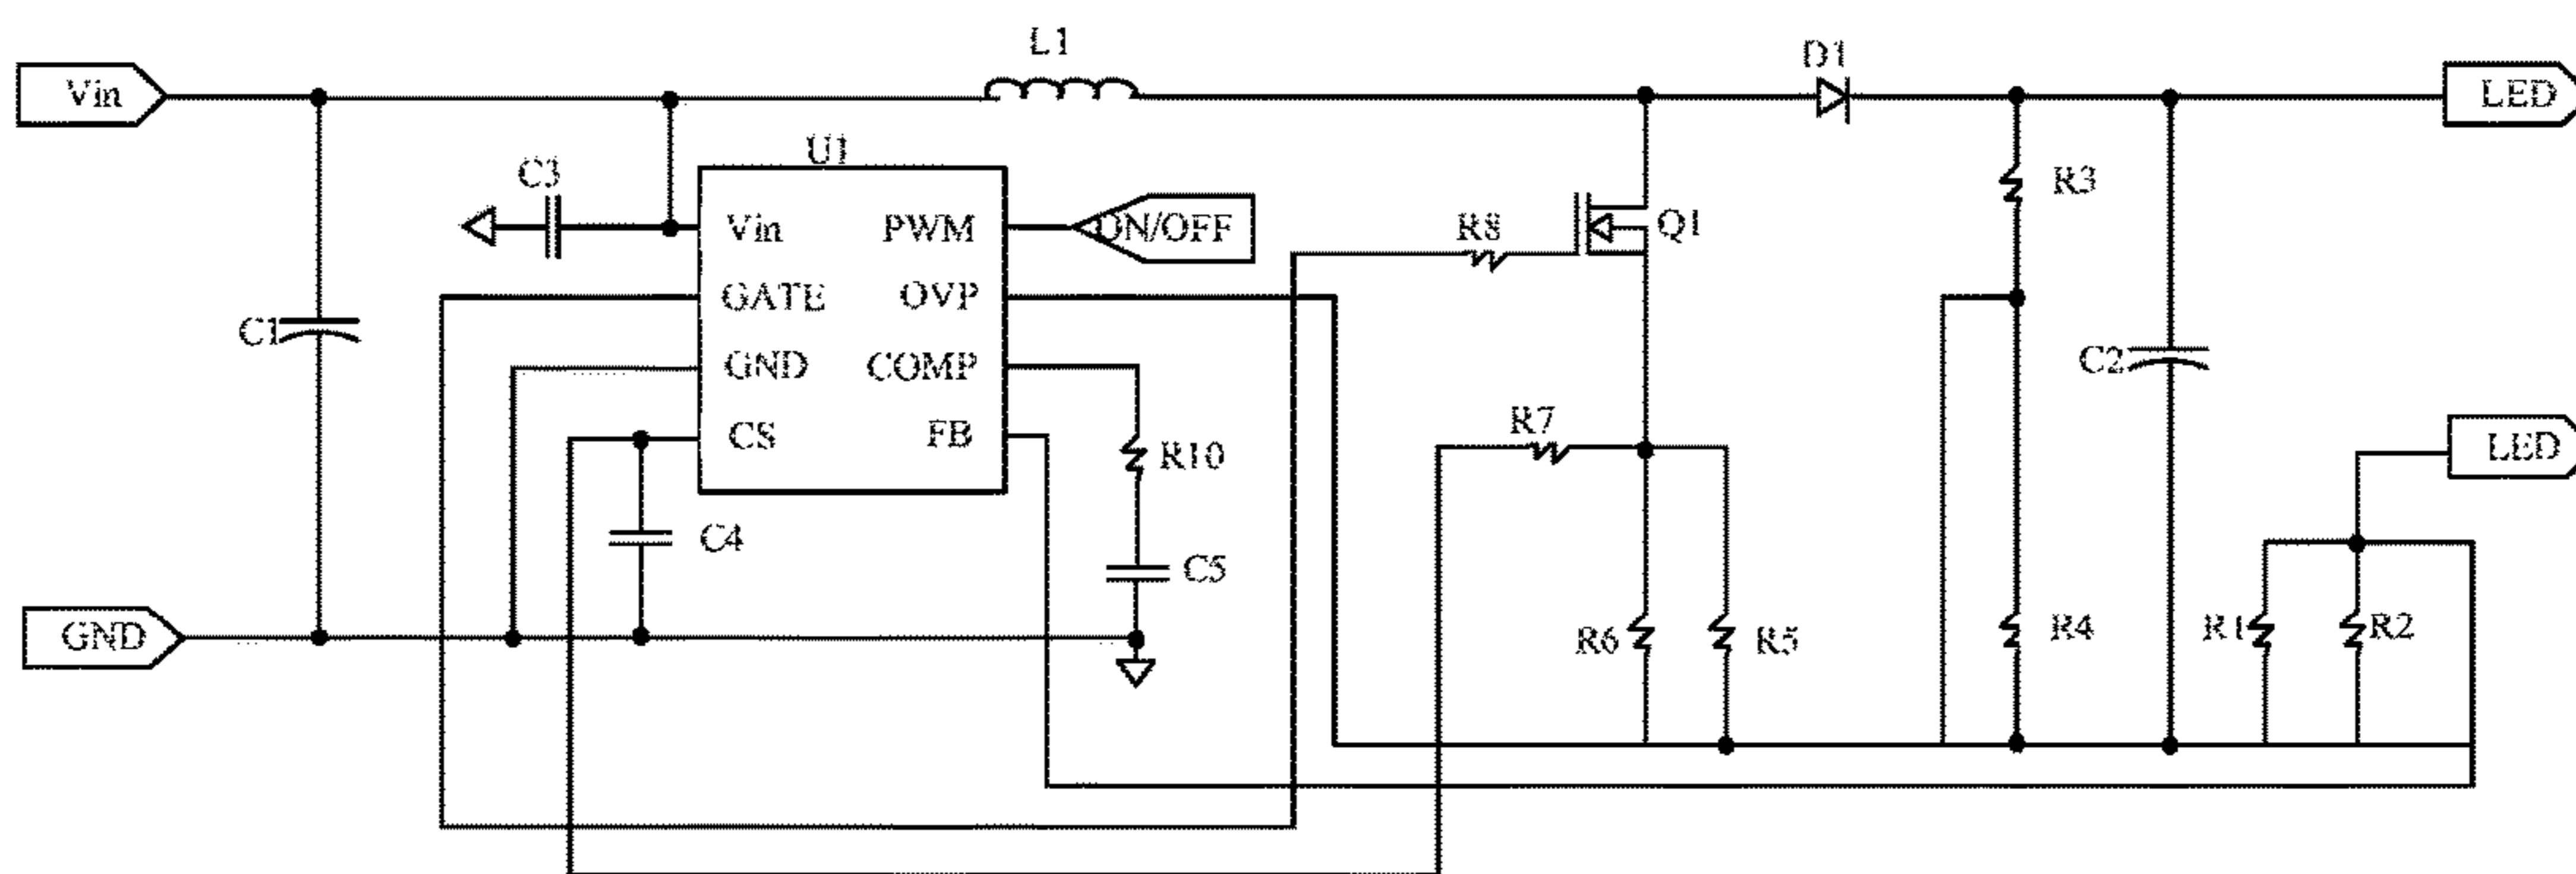 L1
D1
Vin
LED
U1
C3
R3
Vin
PWM
ON/OFF
R8
Q1
GATE
OVP
C1
GND
COMP
C2
R7
CS
FB
R10
LED
C4
C5
GND
R6
R5
R4
R1
R2